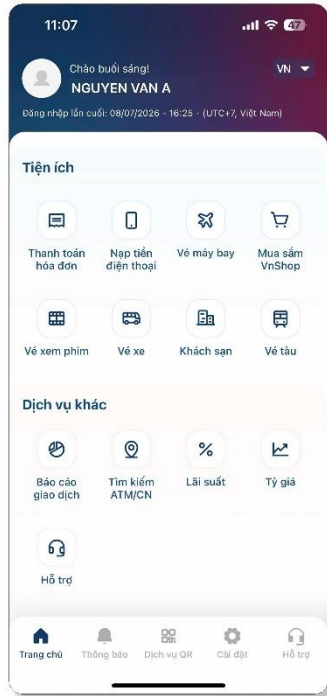 11:07
47
Chào buổi sáng!
VN
NGUYEN VAN A
Đăng nhập lần cuối: 08/07/2026 - 16:25 - (UTC+7, Việt Nam)
Tiện ích
Thanh toán
hóa đơn
Nạp tiền
điện thoại
Vé máy bay
Mua sắm
VnShop
Vé xem phim
Vé xe
Khách sạn
Vé tàu
Dịch vụ khác
Báo cáo
giao dịch
Tìm kiếm
ATM/CN
Lãi suất
Tỷ giá
Hỗ trợ
Trang chủ
Thông báo
Dịch vụ QR
Cài đặt
Hỗ trợ